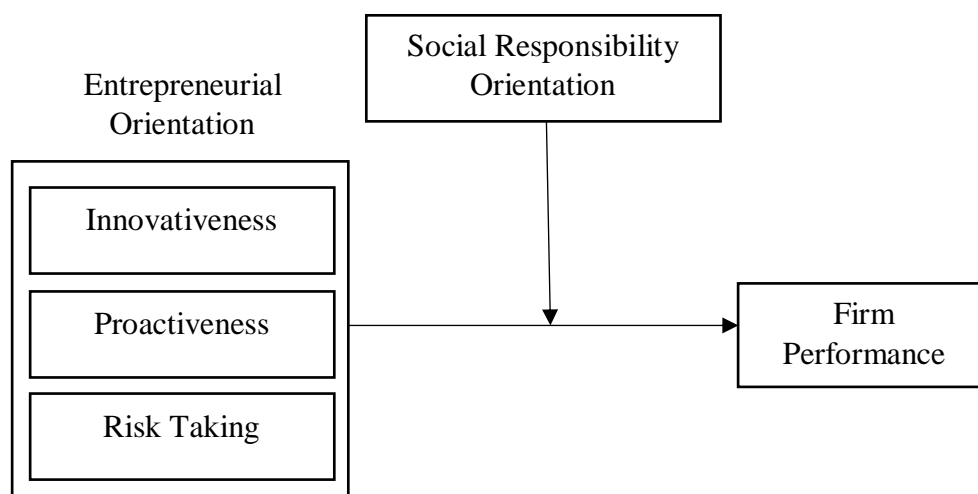 Social Responsibility
Orientation
Entrepreneurial
Orientation
Innovativeness
Proactiveness
Risk Taking
Firm
Performance